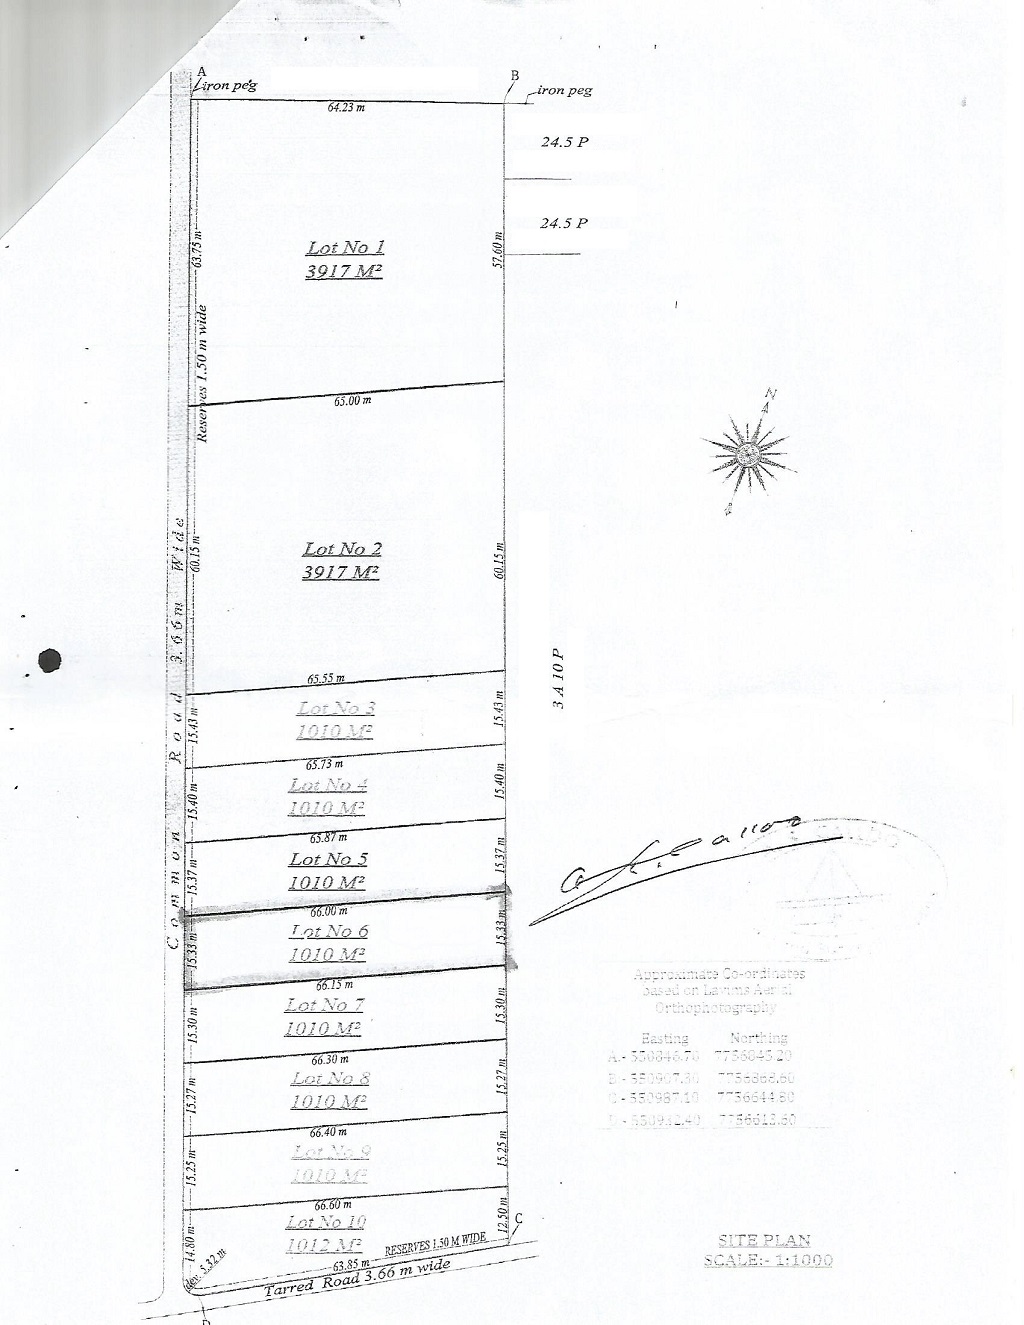 A
iron peg
B
iron peg
64.23 m
24.5 P
24.5 P
63.75 m
57.60 m
Lot No 1
3917 M²
Reserves 1.50 m wide
65.00 m
N
Common Road 3.66m Wide
Lot No 2
3917 M²
60.15 m
60.15 m
3 A 10 P
65.55 m
15.43 m
Lot No 3
1010 M²
15.43 m
65.73 m
15.40 m
Lot No 4
1010 M²
15.40 m
65.87 m
15.37 m
Lot No 5
1010 M²
15.37 m
66.00 m
15.33 m
Lot No 6
1010 M²
15.33 m
66.15 m
15.30 m
Lot No 7
1010 M²
15.30 m
66.30 m
15.27 m
Lot No 8
1010 M²
15.27 m
66.40 m
15.25 m
Lot No 9
1010 M²
15.25 m
66.60 m
14.80 m
Lot No 10
1012 M²
12.50 m
C
RESERVES 1.50 M WIDE
dev. 5.32 m
63.85 m
Tarred Road 3.66 m wide
D
Approximate Co-ordinates
based on Lavims Aerial
Orthophotography
Easting Northing
A.- 550846.70 7756845.20
B - 550907.30 7756868.60
C - 550987.10 7756644.80
D - 550932.40 7756613.60
SITE PLAN
SCALE:- 1:1000